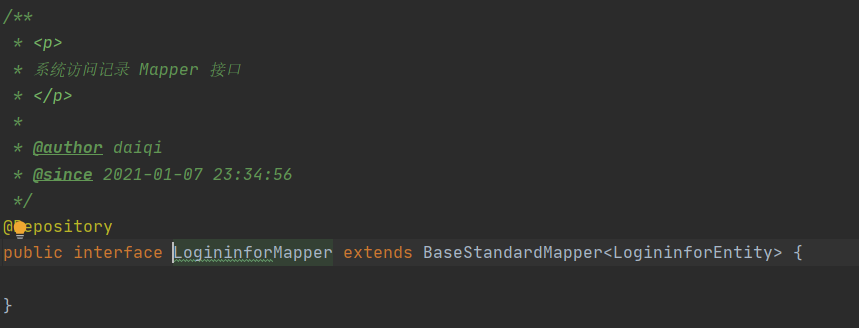 /**
 * <p>
 * 系统访问记录 Mapper 接口
 * </p>
 *
 * @author daiqi
 * @since 2021-01-07 23:34:56
 */
@Repository
public interface LogininforMapper extends BaseStandardMapper<LogininforEntity> {
}